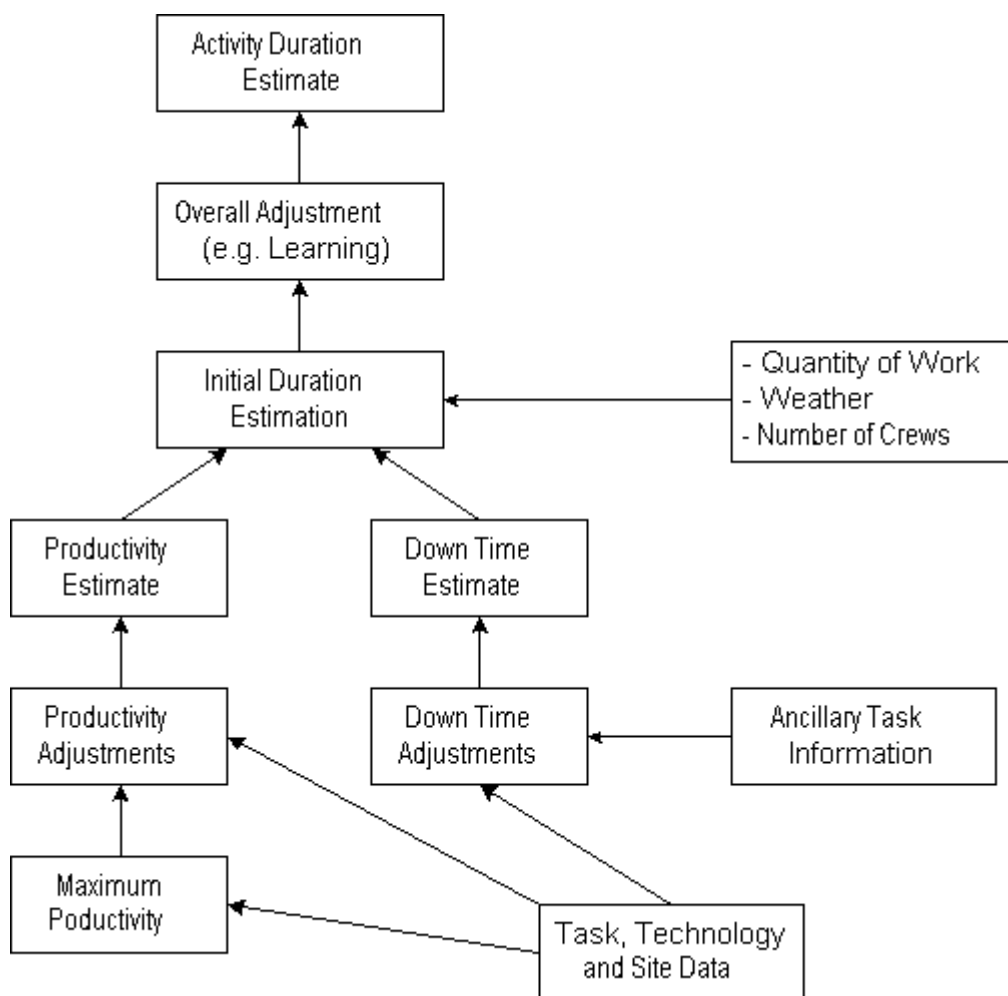 Activity Duration
Estimate
Overall Adjustment
(e.g. Learning)
Initial Duration
Estimation
- Quantity of Work
- Weather
- Number of Crews
Productivity
Estimate
Down Time
Estimate
Productivity
Adjustments
Down Time
Adjustments
Ancillary Task
Information
Maximum
Poductivity
Task, Technology
and Site Data